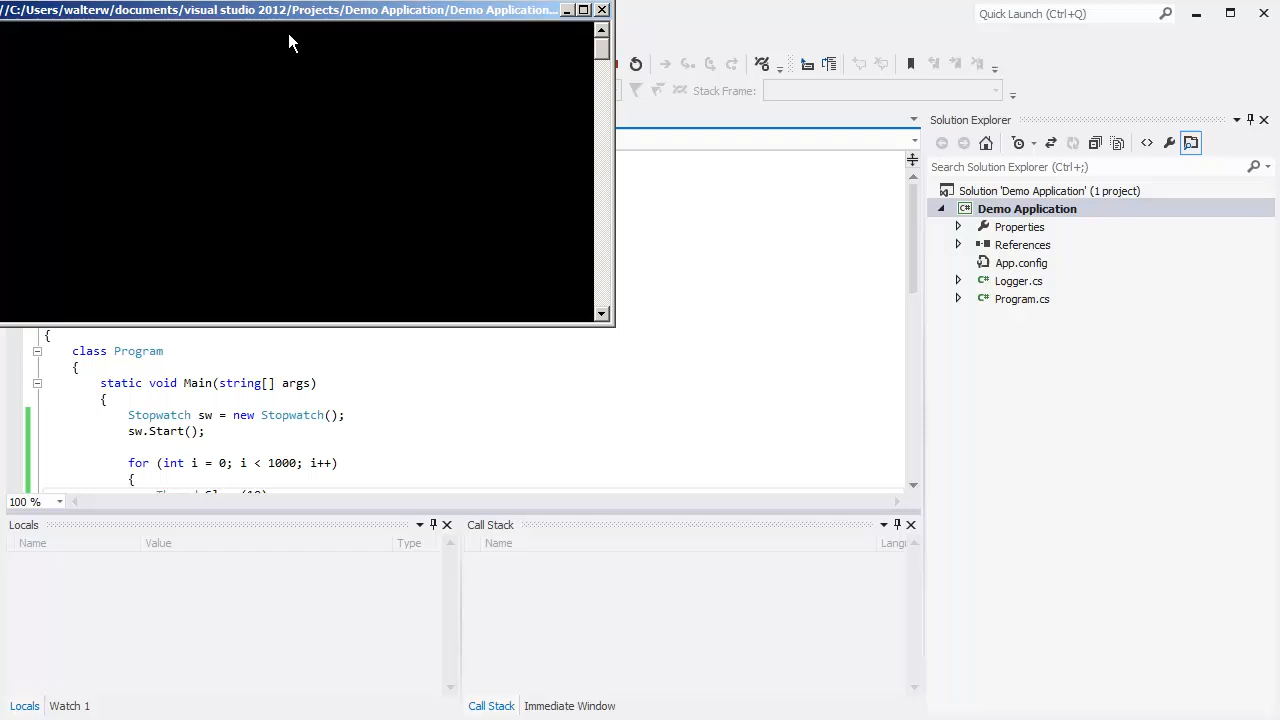 //C:/Users/walterw/documents/visual studio 2012/Projects/Demo Application/Demo Application...
Quick Launch (Ctrl+Q)
Stack Frame:
Solution Explorer
Search Solution Explorer (Ctrl+;)
Solution 'Demo Application' (1 project)
C# Demo Application
Properties
References
App.config
C# Logger.cs
C# Program.cs
{
class Program
{
static void Main(string[] args)
{
Stopwatch sw = new Stopwatch();
sw.Start();
for (int i = 0; i < 1000; i++)
{
100 %
Locals
Name Value Type
Call Stack
Name Langu
Locals Watch 1
Call Stack Immediate Window